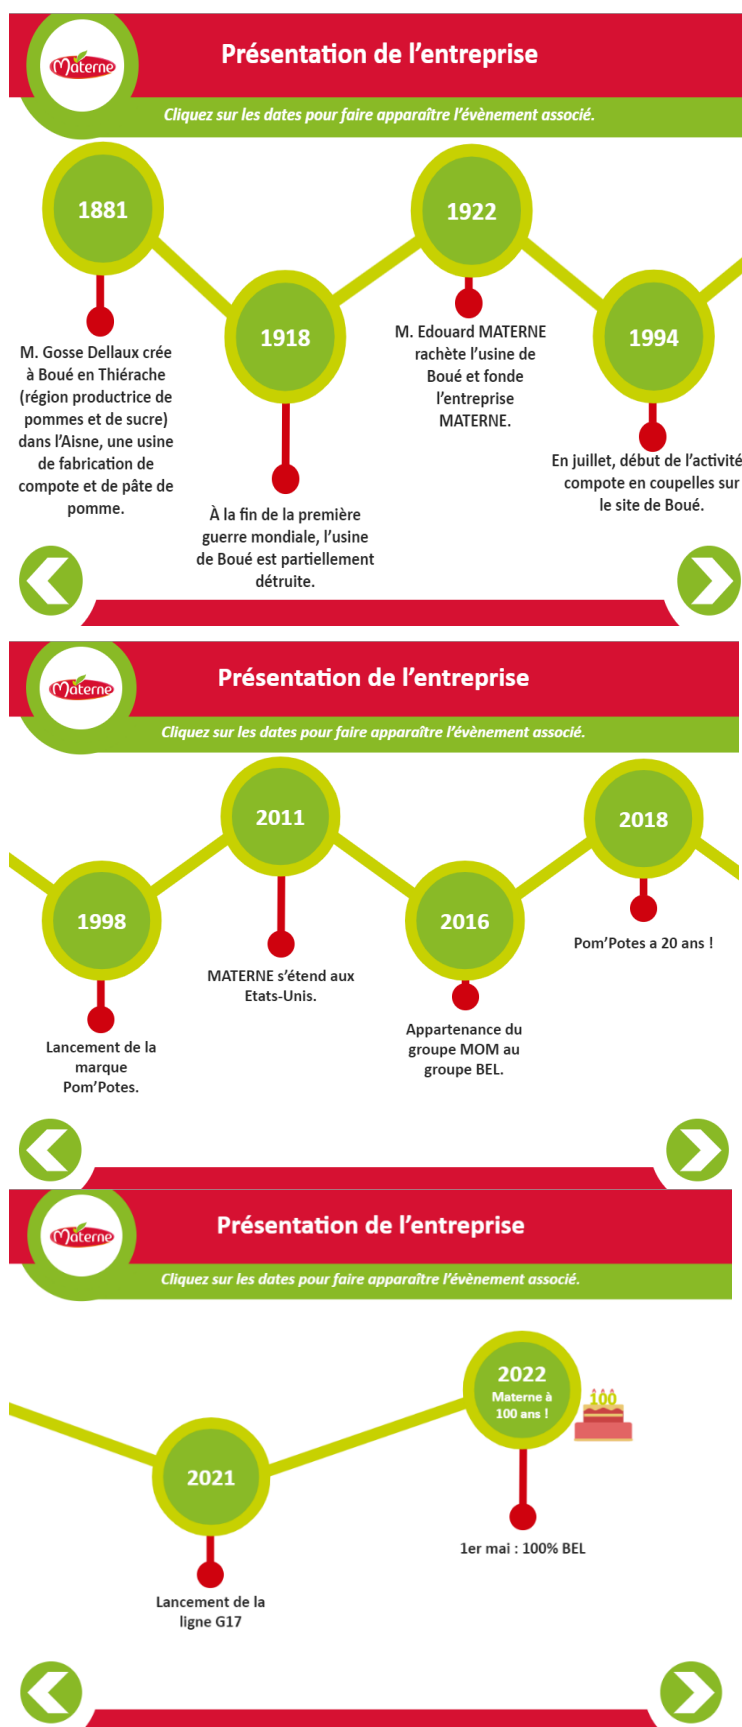 Materne
Présentation de l'entreprise
Cliquez sur les dates pour faire apparaître l'évènement associé.
1881
M. Gosse Dellaux crée
à Boué en Thiérache
(région productrice de
pommes et de sucre)
dans l'Aisne, une usine
de fabrication de
compote et de pâte de
pomme.
1918
À la fin de la première
guerre mondiale, l'usine
de Boué est partiellement
détruite.
1922
M. Edouard MATERNE
rachète l'usine de
Boué et fonde
l'entreprise
MATERNE.
1994
En juillet, début de l'activité
compote en coupelles sur
le site de Boué.
Materne
Présentation de l'entreprise
Cliquez sur les dates pour faire apparaître l'évènement associé.
1998
Lancement de la
marque
Pom'Potes.
2011
MATERNE s'étend aux
Etats-Unis.
2016
Appartenance du
groupe MOM au
groupe BEL.
2018
Pom'Potes a 20 ans !
Materne
Présentation de l'entreprise
Cliquez sur les dates pour faire apparaître l'évènement associé.
2021
Lancement de la
ligne G17
2022
Materne à
100 ans !
100
1er mai : 100% BEL